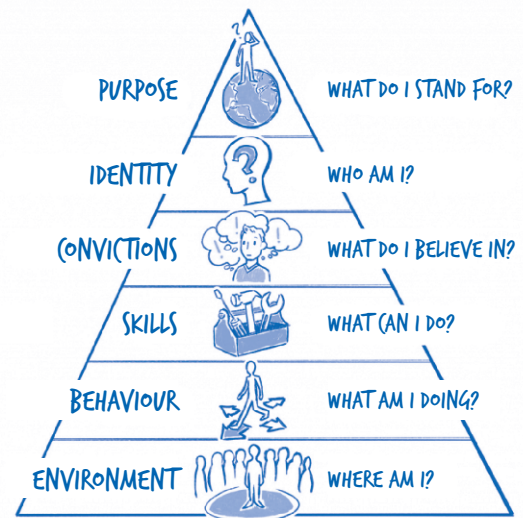 ?
PURPOSE WHAT DO I STAND FOR?
?
IDENTITY WHO AM I?
CONVICTIONS WHAT DO I BELIEVE IN?
SKILLS WHAT CAN I DO?
BEHAVIOUR WHAT AM I DOING?
ENVIRONMENT WHERE AM I?